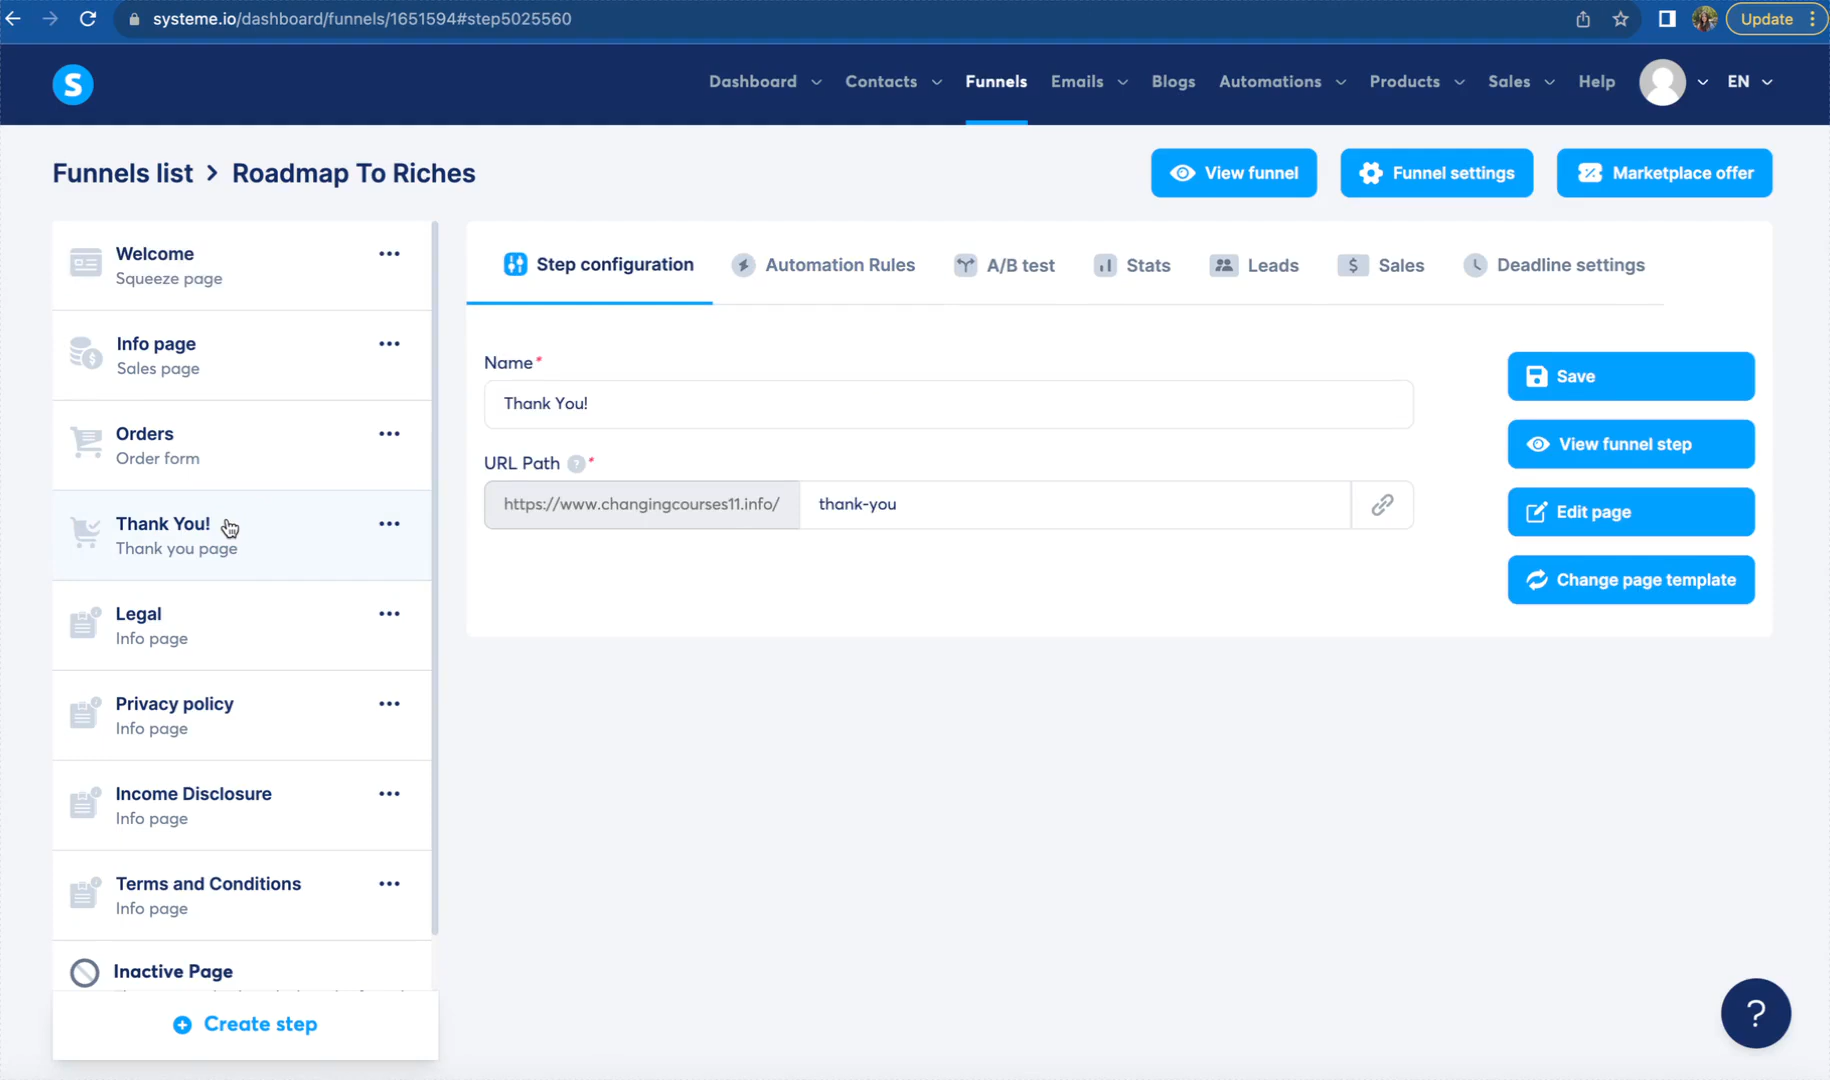 systeme.io/dashboard/funnels/1651594#step5025560
Update
S
Dashboard
Contacts
Funnels
Emails
Blogs
Automations
Products
Sales
Help
EN
Funnels list > Roadmap To Riches
View funnel
Funnel settings
Marketplace offer
Welcome
Squeeze page
Info page
Sales page
Orders
Order form
Thank You!
Thank you page
Legal
Info page
Privacy policy
Info page
Income Disclosure
Info page
Terms and Conditions
Info page
Inactive Page
Create step
Step configuration
Automation Rules
A/B test
Stats
Leads
$ Sales
Deadline settings
Name*
Thank You!
URL Path ? *
https://www.changingcourses11.info/ thank-you
Save
View funnel step
Edit page
Change page template
?